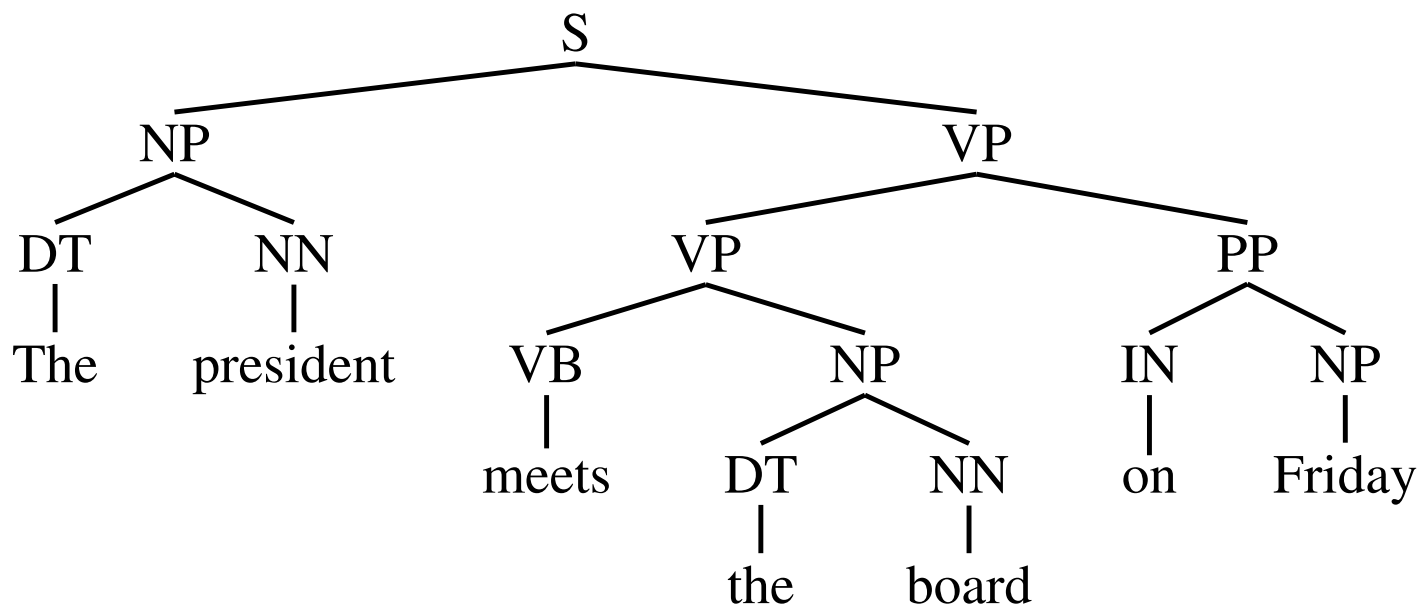 S
NP VP
DT NN VP PP
The president VB NP IN NP
meets DT NN on Friday
the board